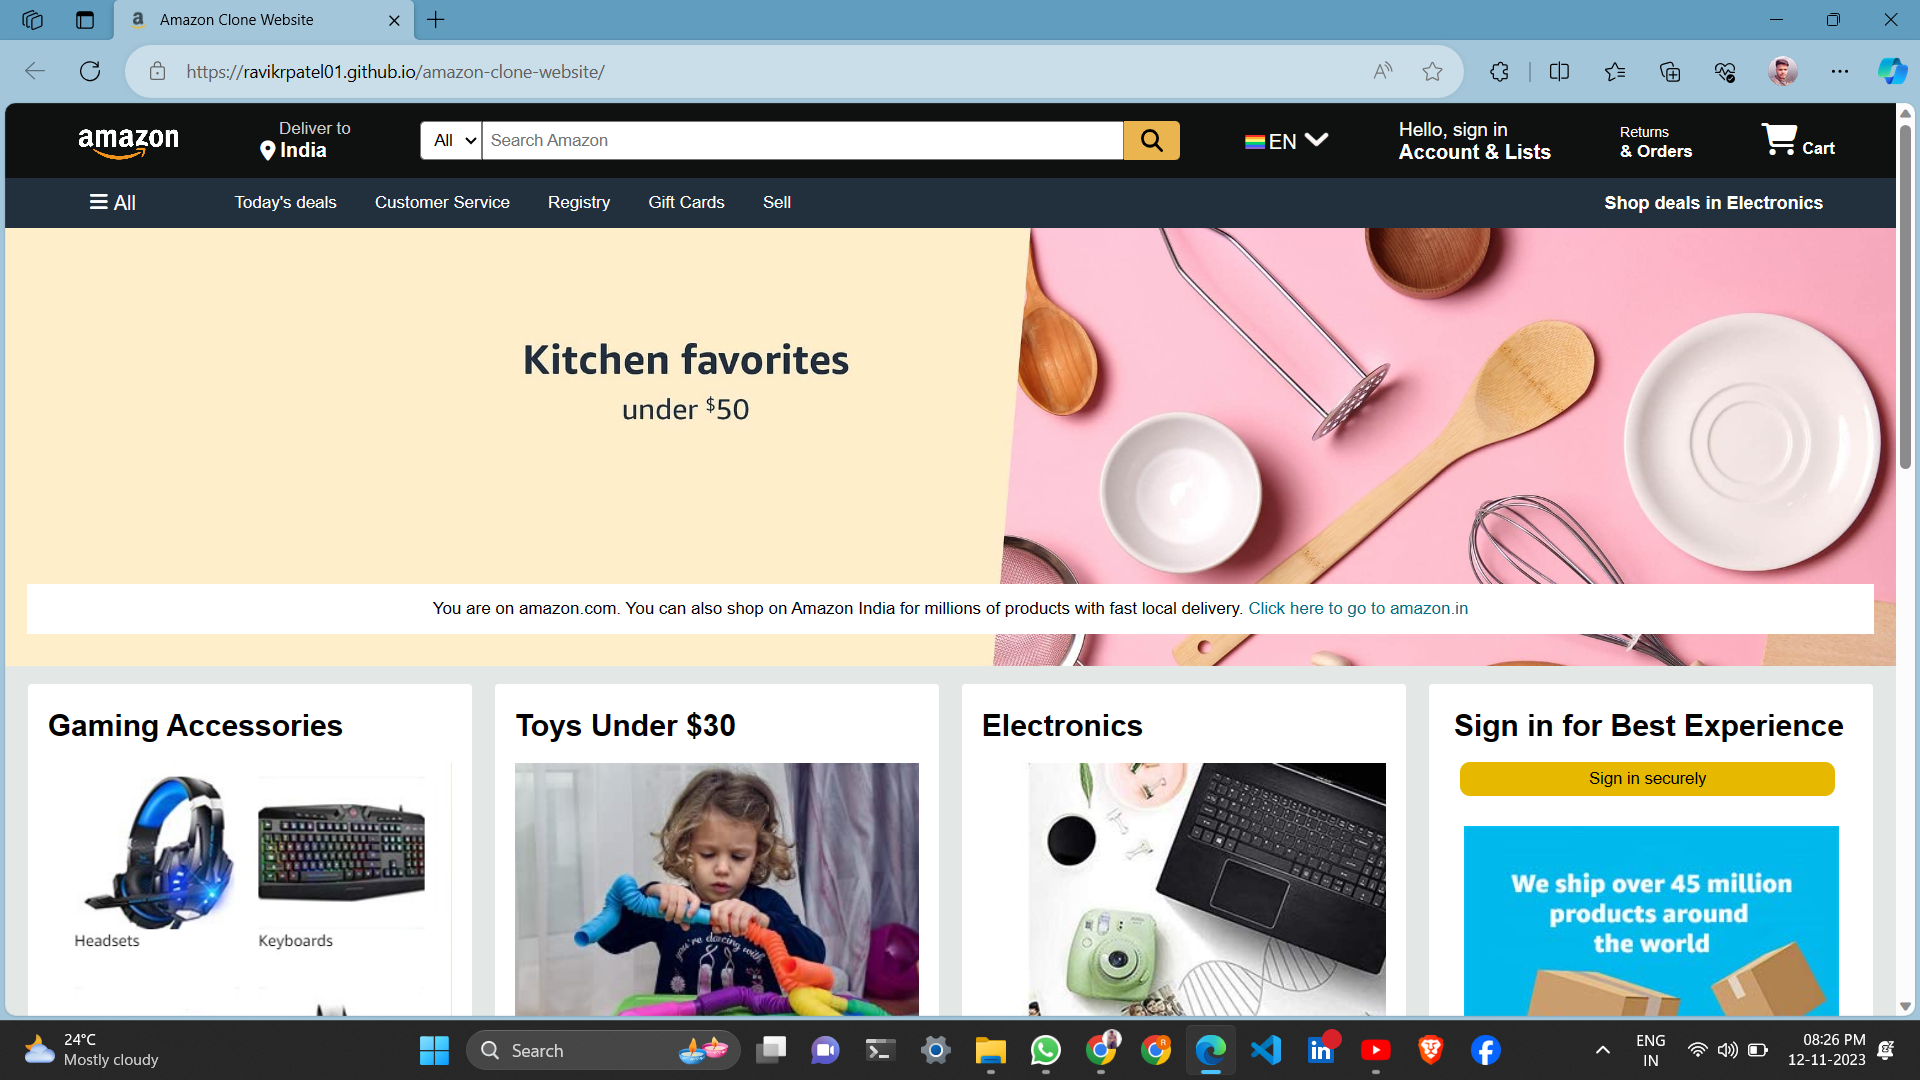 Amazon Clone Website
https://ravikrpatel01.github.io/amazon-clone-website/
amazon
Deliver to
India
All
Search Amazon
EN
Hello, sign in
Account & Lists
Returns
& Orders
Cart
All
Today's deals
Customer Service
Registry
Gift Cards
Sell
Shop deals in Electronics
Kitchen favorites
under $50
You are on amazon.com. You can also shop on Amazon India for millions of products with fast local delivery. Click here to go to amazon.in
Gaming Accessories
Headsets
Keyboards
Toys Under $30
you're dancing with
Electronics
Sign in for Best Experience
Sign in securely
We ship over 45 million
products around
the world
24°C
Mostly cloudy
Search
ENG
IN
08:26 PM
12-11-2023